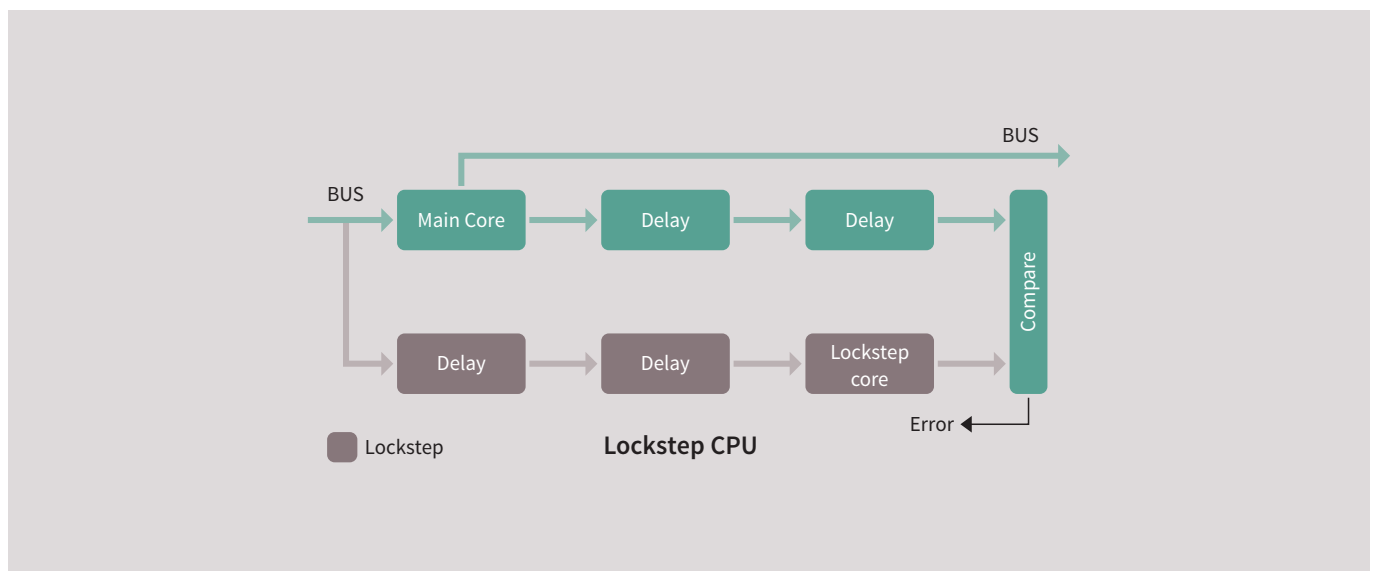 BUS
BUS
Main Core
Delay
Delay
Compare
Delay
Delay
Lockstep
core
Error
Lockstep
Lockstep CPU